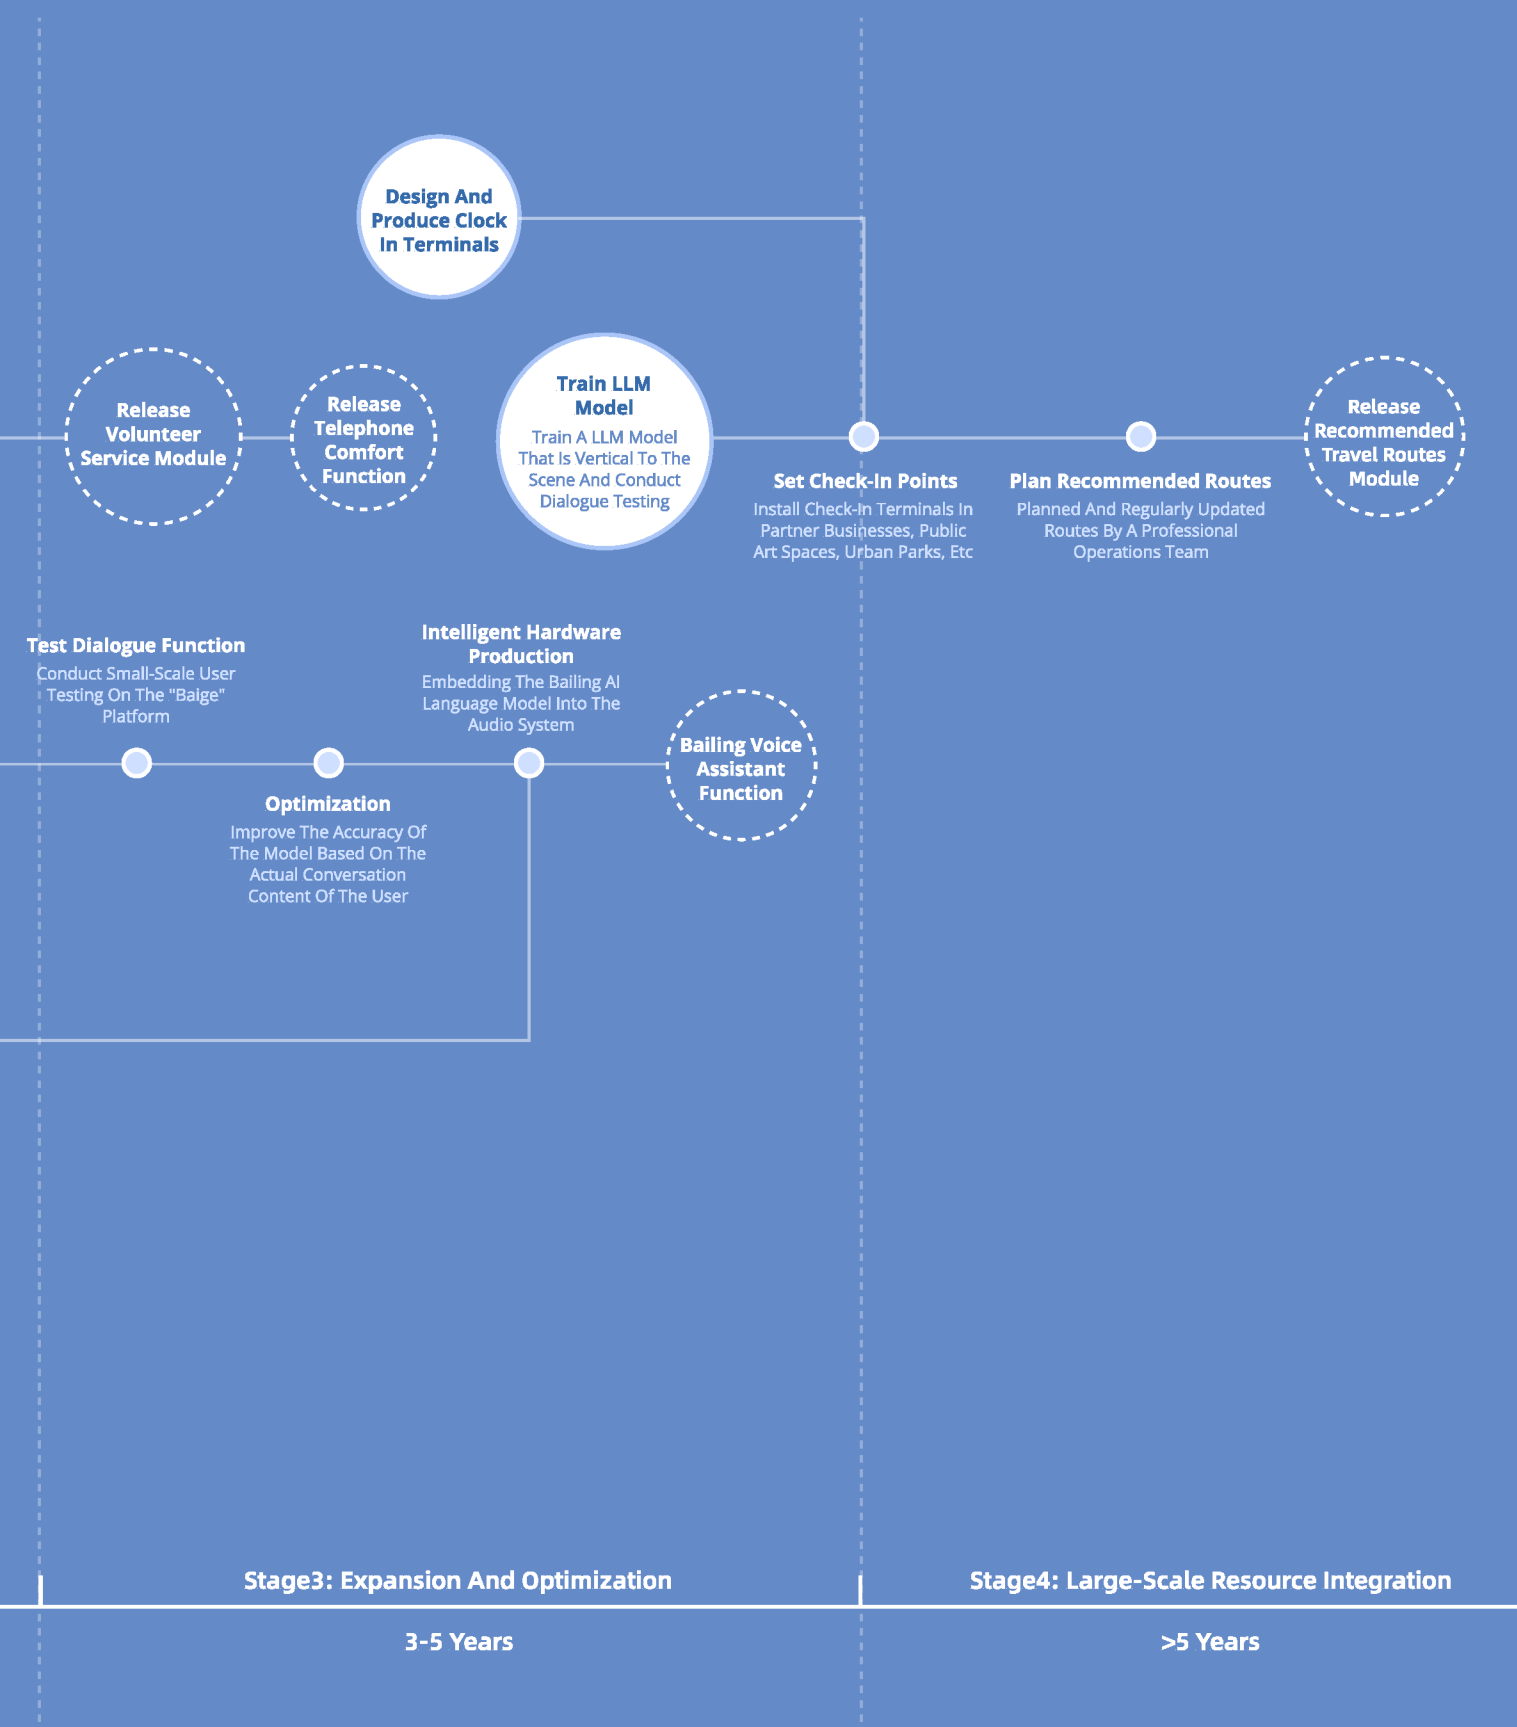 Design And
Produce Clock
In Terminals
Release
Volunteer
Service Module
Release
Telephone
Comfort
Function
Train LLM
Model
Train A LLM Model
That Is Vertical To The
Scene And Conduct
Dialogue Testing
Set Check-In Points
Install Check-In Terminals In
Partner Businesses, Public
Art Spaces, Urban Parks, Etc
Plan Recommended Routes
Planned And Regularly Updated
Routes By A Professional
Operations Team
Release
Recommended
Travel Routes
Module
Test Dialogue Function
Conduct Small-Scale User
Testing On The "Baige"
Platform
Optimization
Improve The Accuracy Of
The Model Based On The
Actual Conversation
Content Of The User
Intelligent Hardware
Production
Embedding The Bailing AI
Language Model Into The
Audio System
Bailing Voice
Assistant
Function
Stage3: Expansion And Optimization
3-5 Years
Stage4: Large-Scale Resource Integration
>5 Years